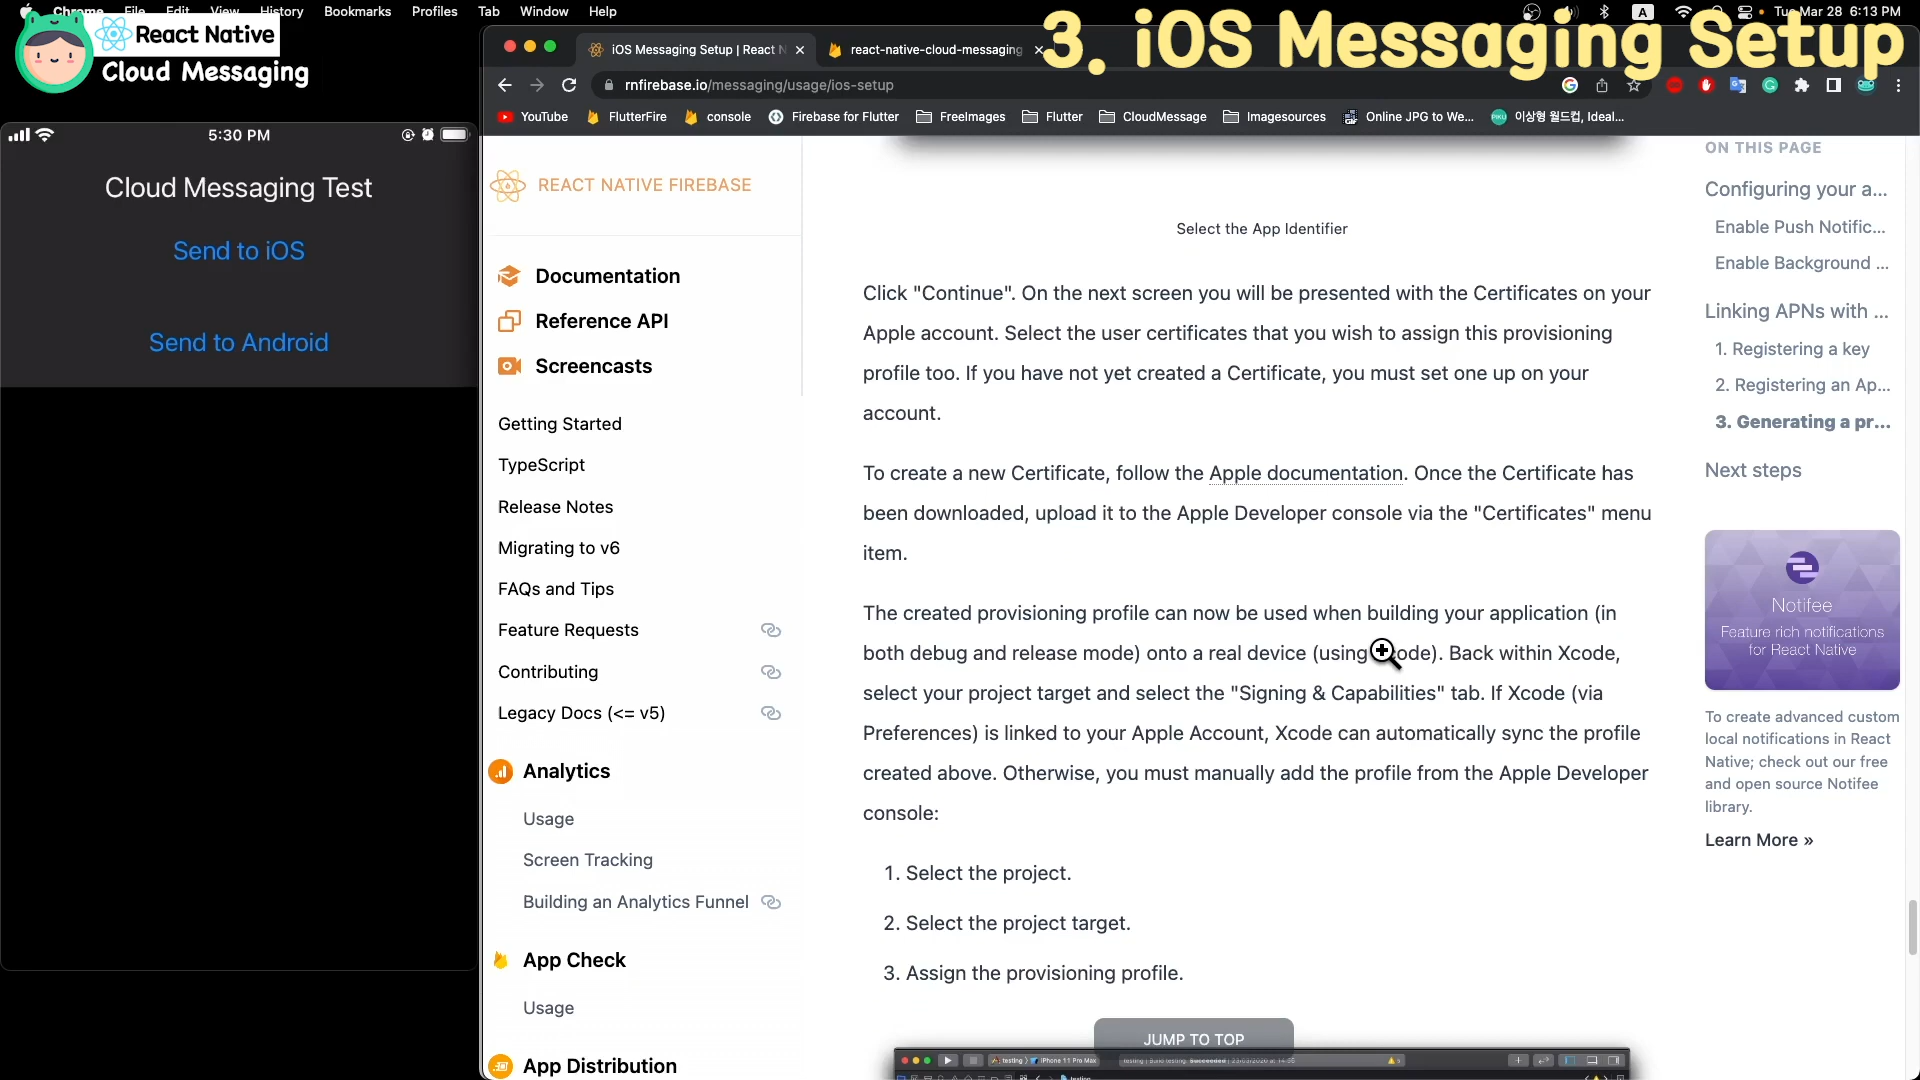 Chrome File Edit View History Bookmarks Profiles Tab Window Help
A Tue Mar 28 6:13 PM
React Native
Cloud Messaging
3. iOS Messaging Setup
iOS Messaging Setup | React N
react-native-cloud-messaging
rnfirebase.io/messaging/usage/ios-setup
YouTube FlutterFire console Firebase for Flutter FreeImages Flutter CloudMessage Imagesources Online JPG to We... 이상형 월드컵, Ideal...
5:30 PM
Cloud Messaging Test
Send to iOS
Send to Android
REACT NATIVE FIREBASE
Documentation
Reference API
Screencasts
Getting Started
TypeScript
Release Notes
Migrating to v6
FAQs and Tips
Feature Requests
Contributing
Legacy Docs (<= v5)
Analytics
Usage
Screen Tracking
Building an Analytics Funnel
App Check
Usage
App Distribution
Select the App Identifier
Click "Continue". On the next screen you will be presented with the Certificates on your
Apple account. Select the user certificates that you wish to assign this provisioning
profile too. If you have not yet created a Certificate, you must set one up on your
account.
To create a new Certificate, follow the Apple documentation. Once the Certificate has
been downloaded, upload it to the Apple Developer console via the "Certificates" menu
item.
The created provisioning profile can now be used when building your application (in
both debug and release mode) onto a real device (using code). Back within Xcode,
select your project target and select the "Signing & Capabilities" tab. If Xcode (via
Preferences) is linked to your Apple Account, Xcode can automatically sync the profile
created above. Otherwise, you must manually add the profile from the Apple Developer
console:
1. Select the project.
2. Select the project target.
3. Assign the provisioning profile.
JUMP TO TOP
testing iPhone 11 Pro Max
testing
ON THIS PAGE
Configuring your a...
Enable Push Notific...
Enable Background ...
Linking APNs with ...
1. Registering a key
2. Registering an Ap...
3. Generating a pr...
Next steps
Notifee
Feature rich notifications
for React Native
To create advanced custom
local notifications in React
Native; check out our free
and open source Notifee
library.
Learn More »